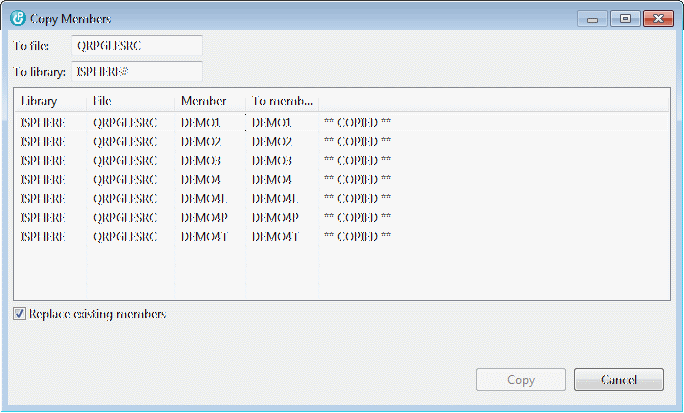 Copy Members
To file: QRPGLESRC
To library: ISPHERE#
Library File Member To memb...
ISPHERE QRPGLESRC DEMO1 DEMO1 ** COPIED **
ISPHERE QRPGLESRC DEMO2 DEMO2 ** COPIED **
ISPHERE QRPGLESRC DEMO3 DEMO3 ** COPIED **
ISPHERE QRPGLESRC DEMO4 DEMO4 ** COPIED **
ISPHERE QRPGLESRC DEMO4L DEMO4L ** COPIED **
ISPHERE QRPGLESRC DEMO4P DEMO4P ** COPIED **
ISPHERE QRPGLESRC DEMO4T DEMO4T ** COPIED **
Replace existing members
Copy Cancel